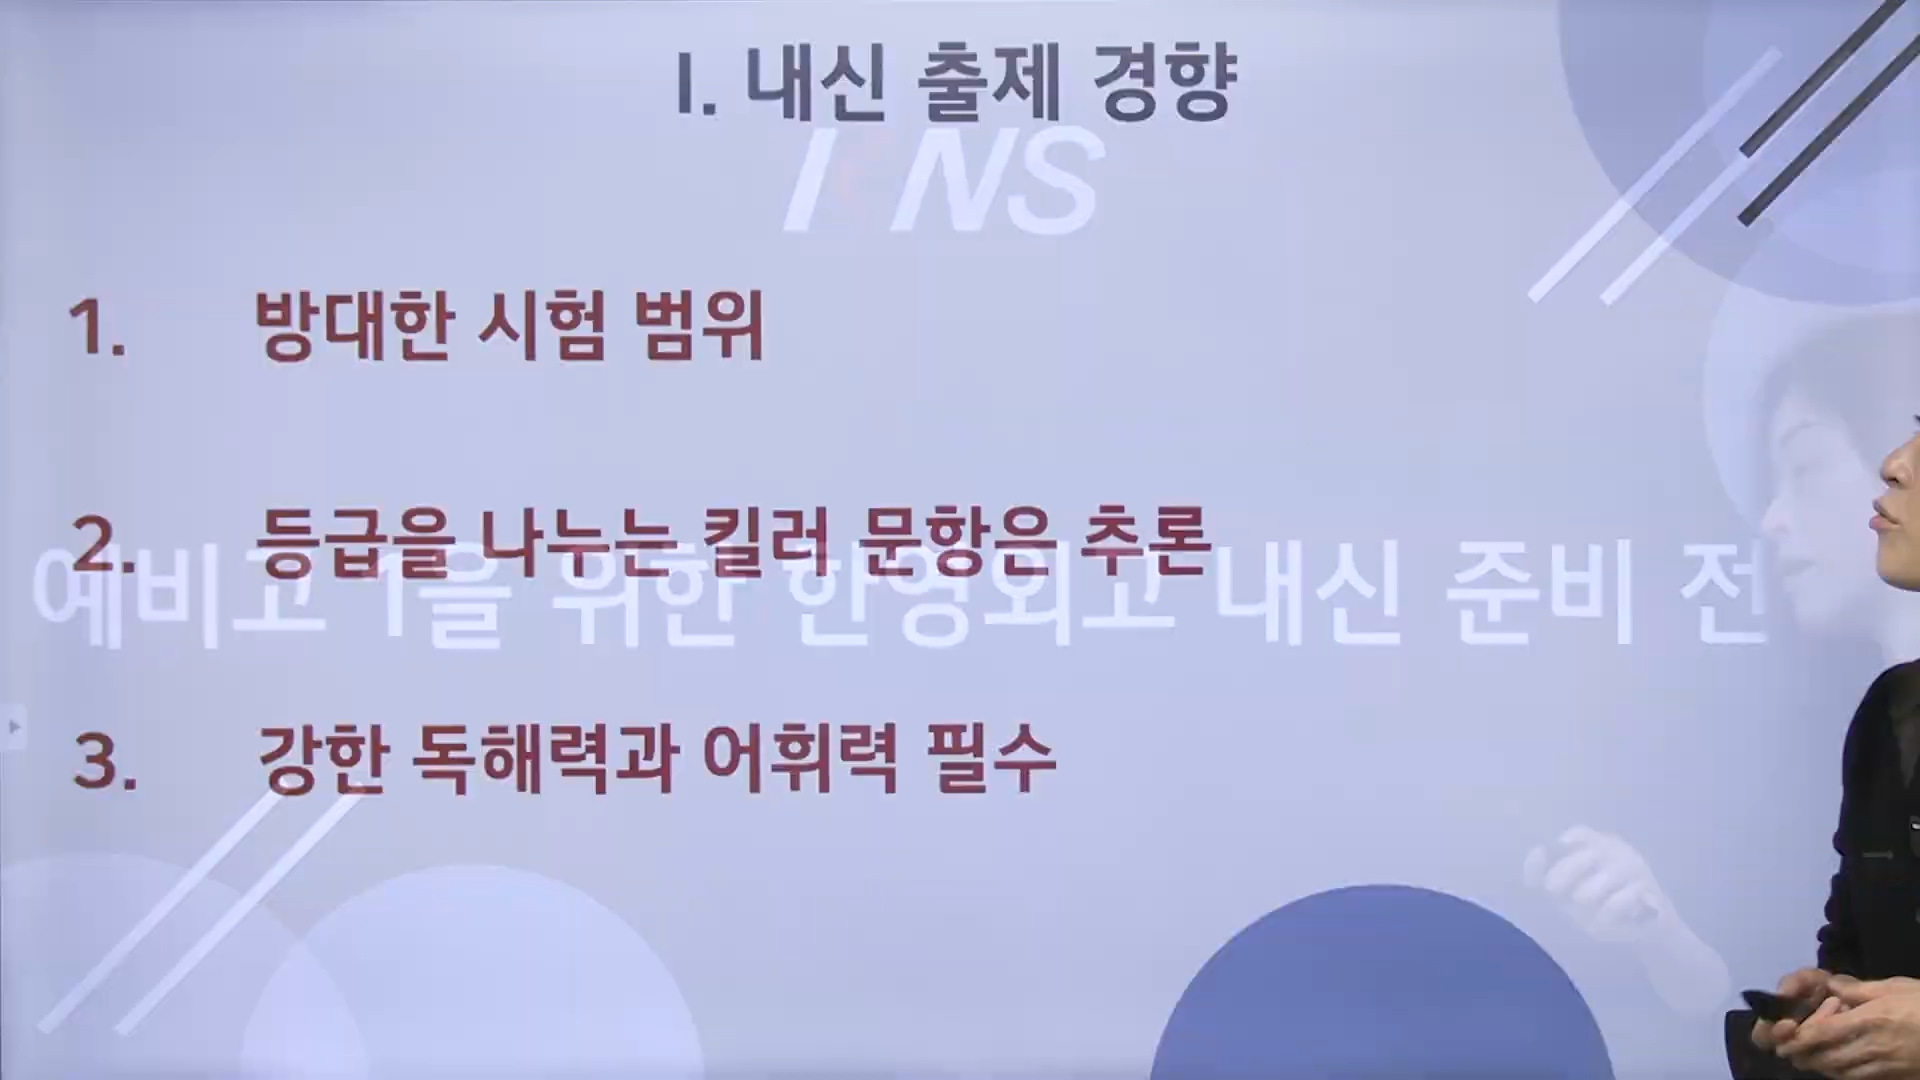 I. 내신 출제 경향
KNS
1. 방대한 시험 범위
2. 등급을 나누는 킬러 문항은 추론
예비고 1을 위한 한영외고 내신 준비 전
3. 강한 독해력과 어휘력 필수